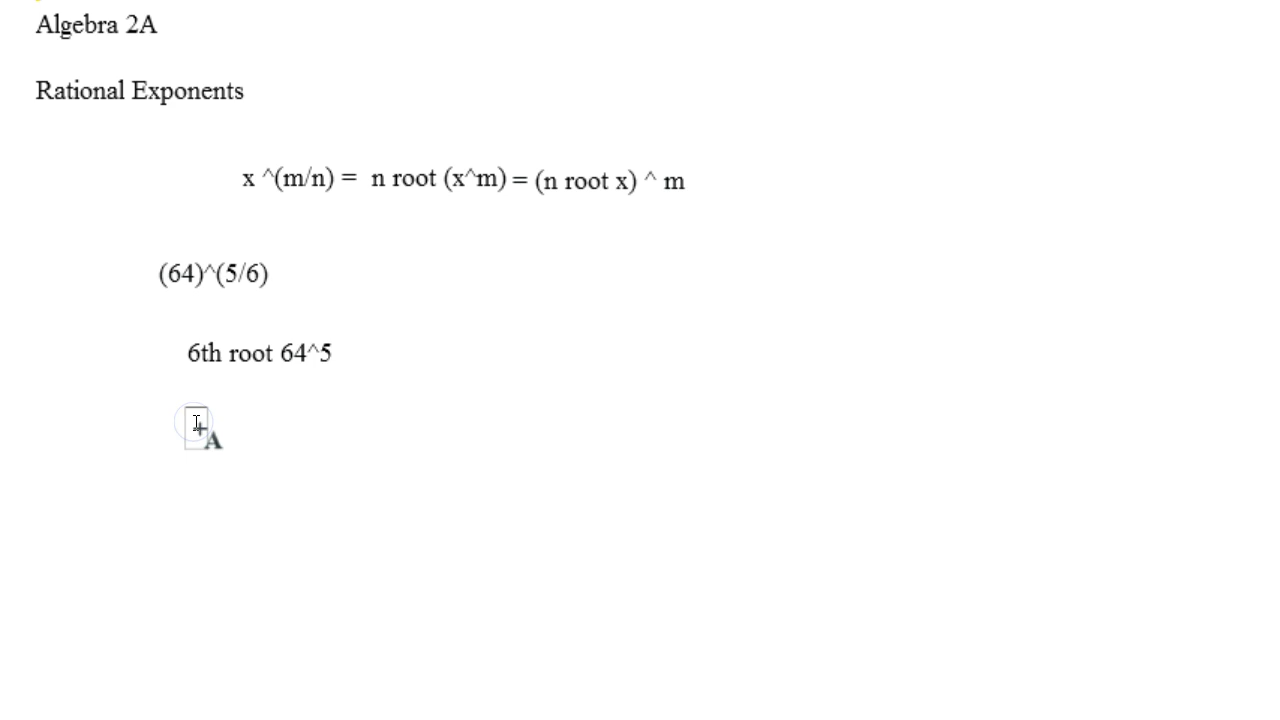 Algebra 2A
Rational Exponents
x ^(m/n) = n root (x^m) = (n root x) ^ m
(64)^(5/6)
6th root 64^5
A